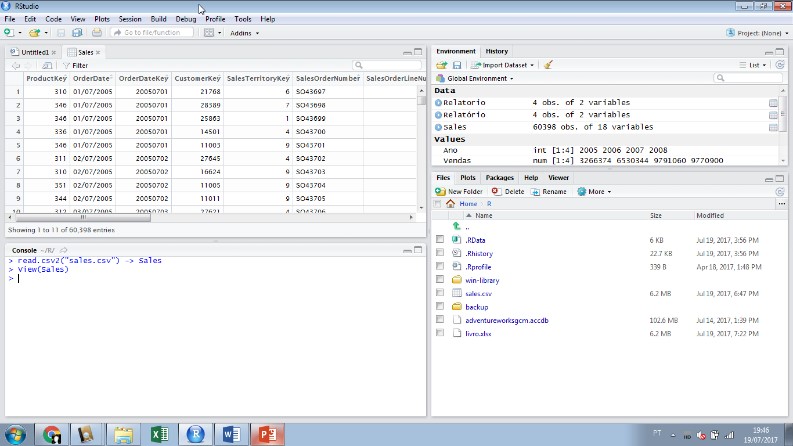 RStudio
File Edit Code View Plots Session Build Debug Profile Tools Help
Go to file/function Addins Project: (None)
Untitled1 Sales
Filter
ProductKey OrderDate OrderDateKey CustomerKey SalesTerritoryKey SalesOrderNumber SalesOrderLineNu
1 310 01/07/2005 20050701 21768 6 SO43697
2 346 01/07/2005 20050701 28389 7 SO43698
3 346 01/07/2005 20050701 25863 1 SO43699
4 336 01/07/2005 20050701 14501 4 SO43700
5 346 01/07/2005 20050701 11003 9 SO43701
6 311 02/07/2005 20050702 27645 4 SO43702
7 310 02/07/2005 20050702 16624 9 SO43703
8 351 02/07/2005 20050702 11005 9 SO43704
9 344 02/07/2005 20050702 11011 9 SO43705
10 312 03/07/2005 20050703 27621 4 SO43706
Showing 1 to 11 of 60,398 entries
Console ~/R/
> read.csv2("sales.csv") -> Sales
> View(Sales)
>
Environment History
Import Dataset List
Global Environment
Data
Relatorio 4 obs. of 2 variables
Relatório 4 obs. of 2 variables
Sales 60398 obs. of 18 variables
Values
Ano int [1:4] 2005 2006 2007 2008
Vendas num [1:4] 3266374 6530344 9791060 9770900
Files Plots Packages Help Viewer
New Folder Delete Rename More
Home R
Name Size Modified
..
.RData 6 KB Jul 19, 2017, 3:56 PM
.Rhistory 22.7 KB Jul 19, 2017, 3:56 PM
.Rprofile 339 B Apr 18, 2017, 1:48 PM
win-library
sales.csv 6.2 MB Jul 19, 2017, 6:47 PM
backup
adventureworksgcm.accdb 102.6 MB Jul 14, 2017, 1:39 PM
livro.xlsx 6.2 MB Jul 19, 2017, 7:22 PM
PT 19:46
19/07/2017